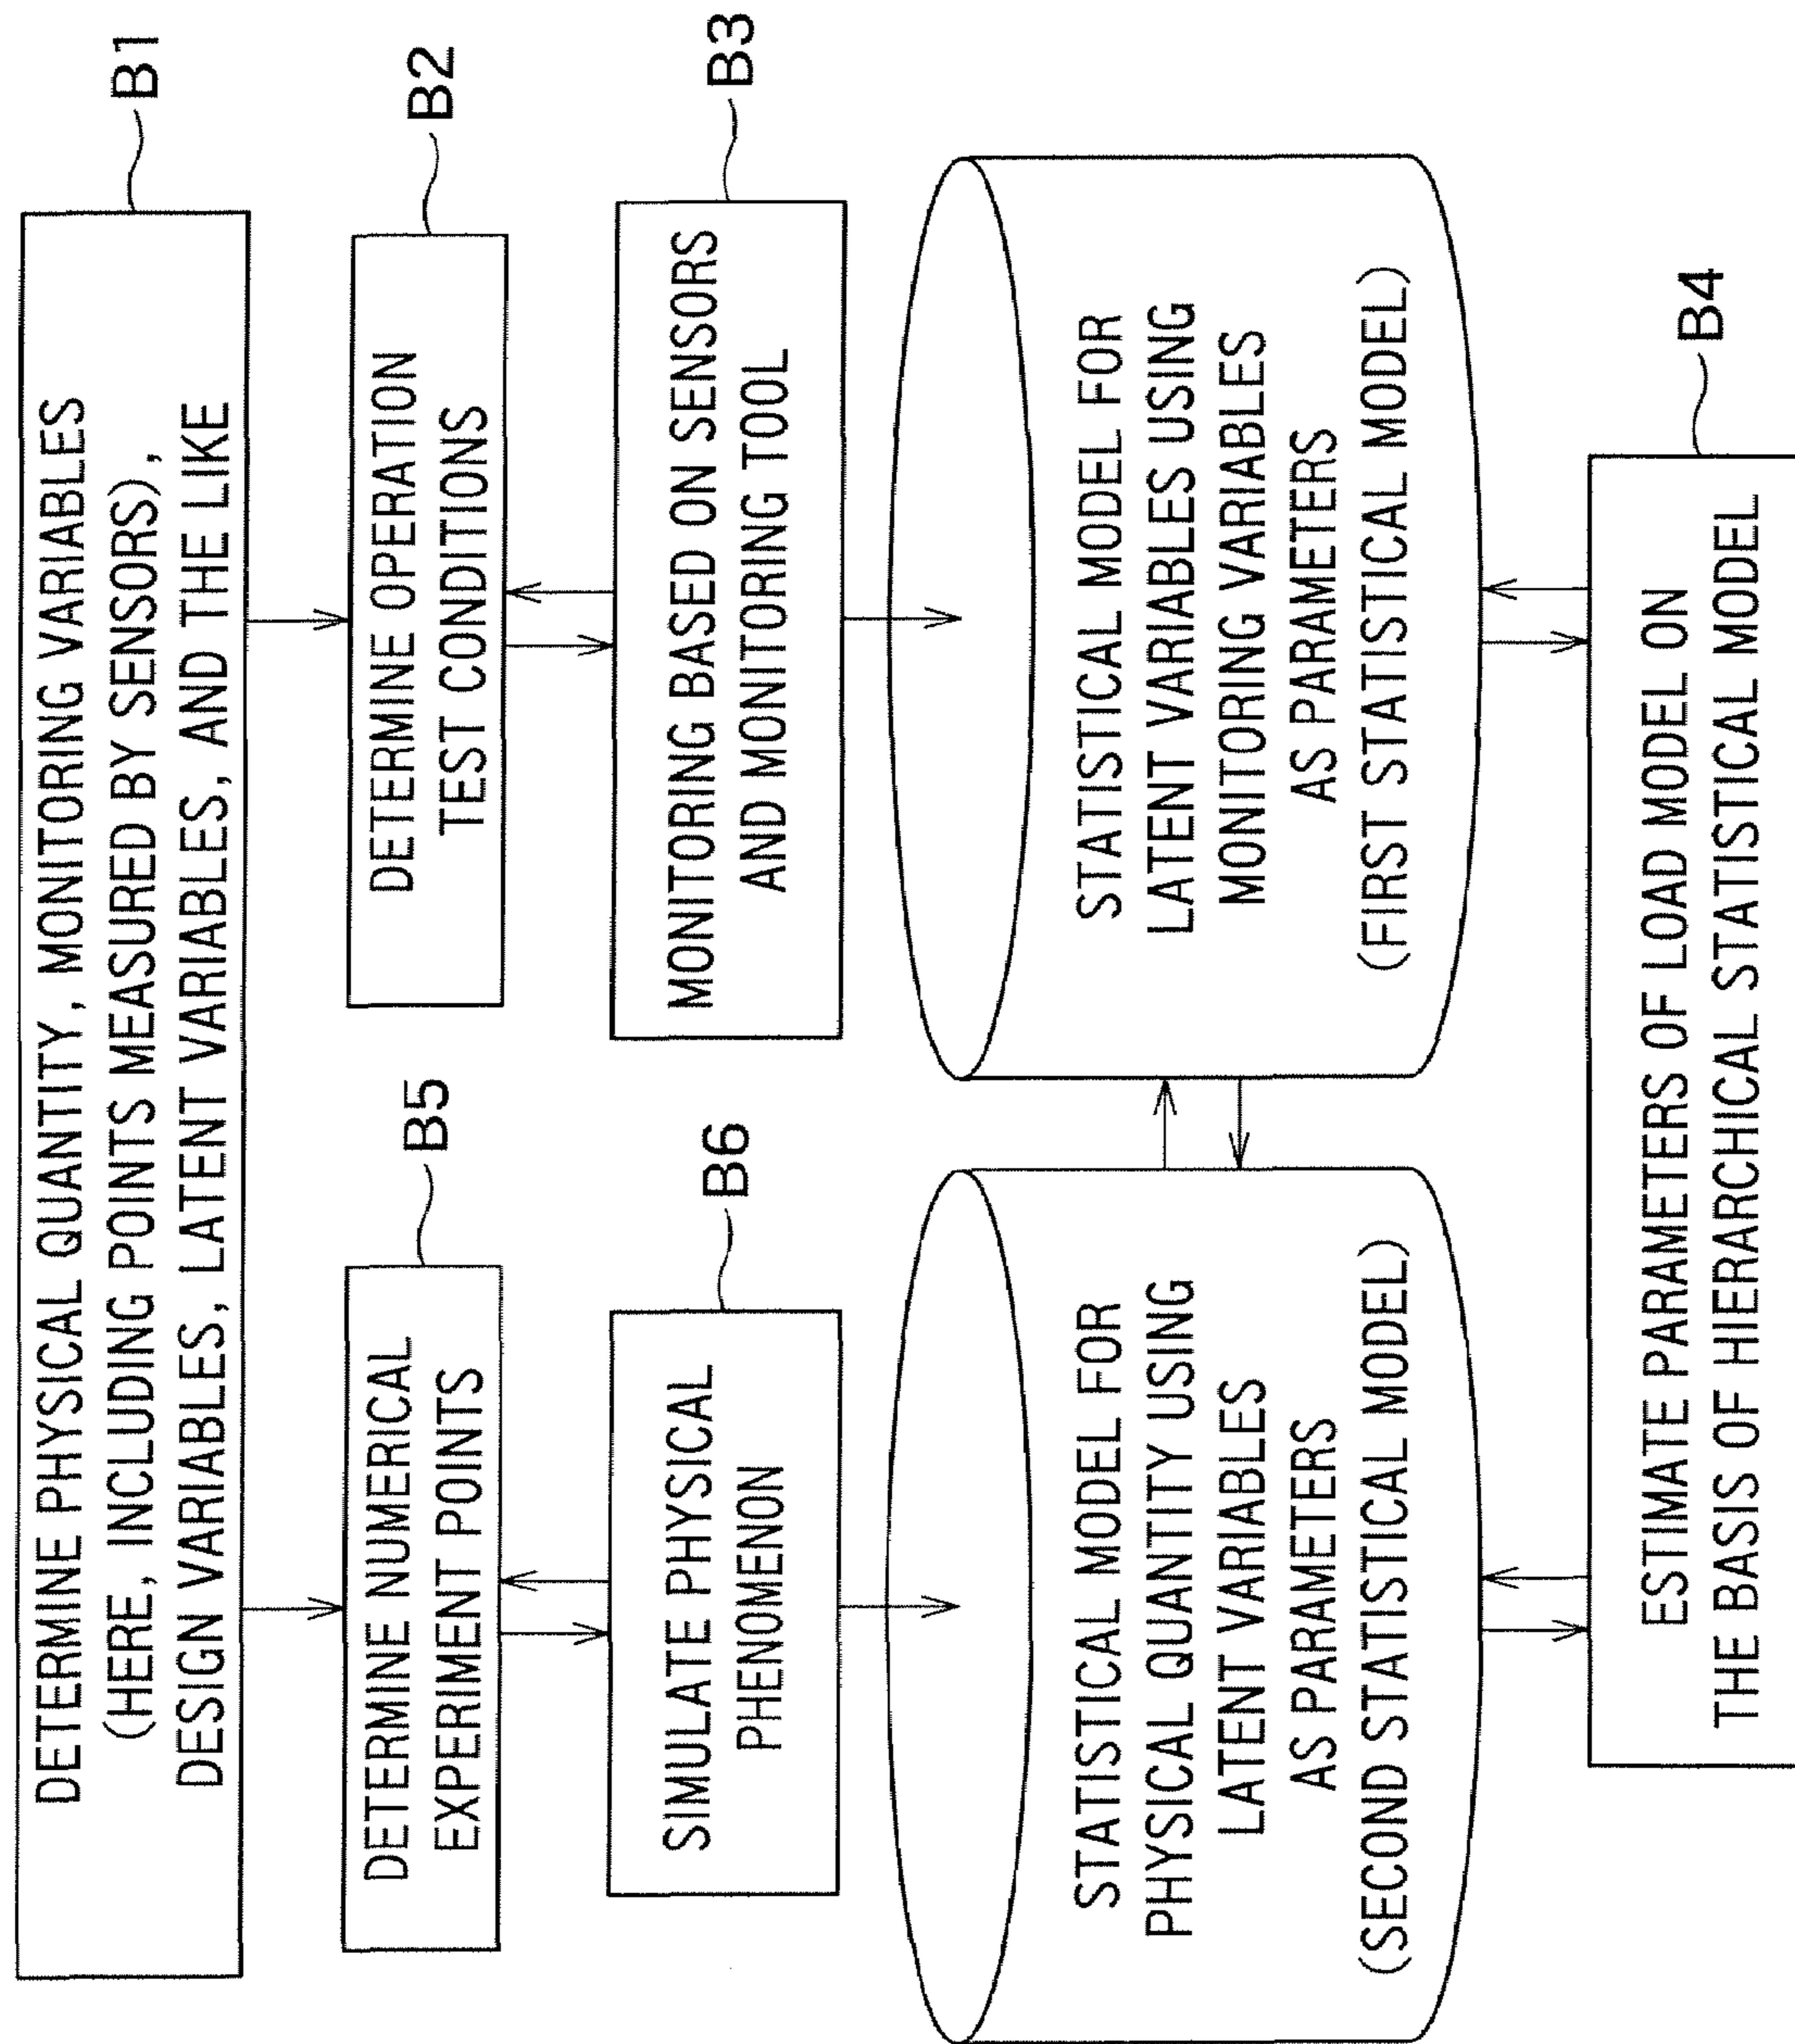 DETERMINE PHYSICAL QUANTITY, MONITORING VARIABLES
(HERE, INCLUDING POINTS MEASURED BY SENSORS),
DESIGN VARIABLES, LATENT VARIABLES, AND THE LIKE
B1
DETERMINE NUMERICAL
EXPERIMENT POINTS
B5
DETERMINE OPERATION
TEST CONDITIONS
B2
SIMULATE PHYSICAL
PHENOMENON
B6
MONITORING BASED ON SENSORS
AND MONITORING TOOL
B3
STATISTICAL MODEL FOR
PHYSICAL QUANTITY USING
LATENT VARIABLES
AS PARAMETERS
(SECOND STATISTICAL MODEL)
STATISTICAL MODEL FOR
LATENT VARIABLES USING
MONITORING VARIABLES
AS PARAMETERS
(FIRST STATISTICAL MODEL)
ESTIMATE PARAMETERS OF LOAD MODEL ON
THE BASIS OF HIERARCHICAL STATISTICAL MODEL
B4